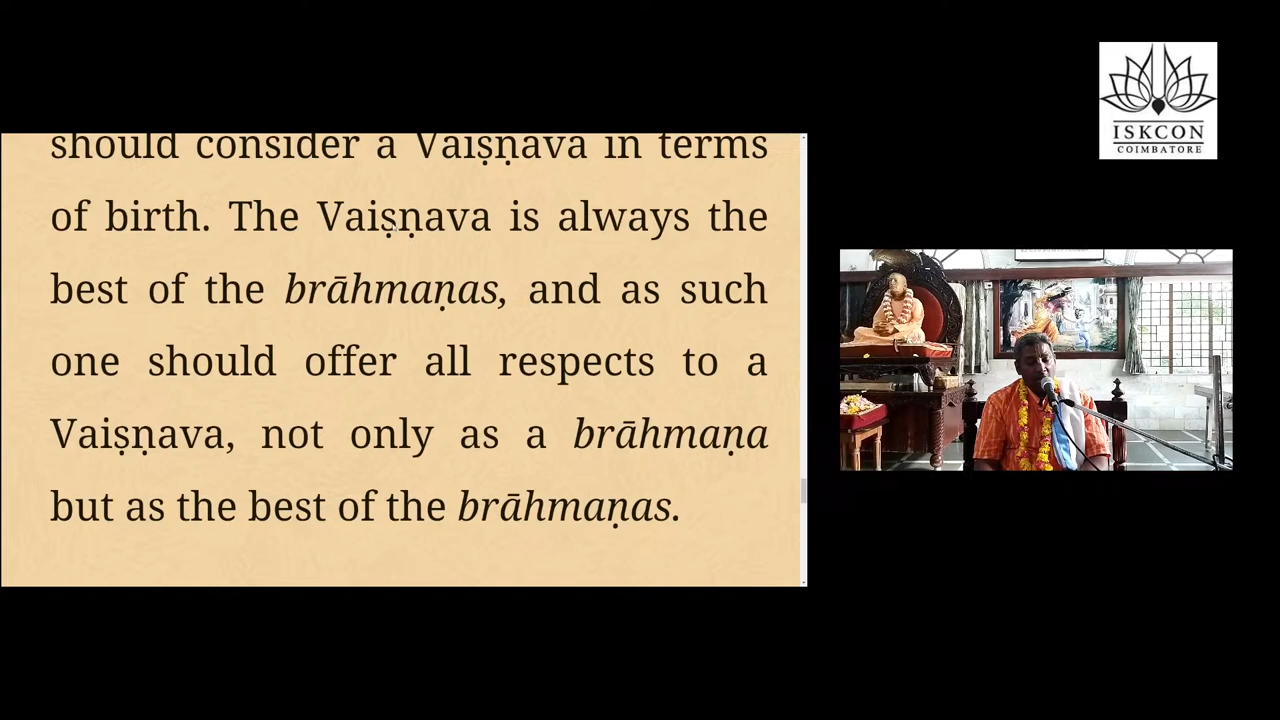 should consider a Vaiṣṇava in terms
of birth. The Vaiṣṇava is always the
best of the brāhmaṇas, and as such
one should offer all respects to a
Vaiṣṇava, not only as a brāhmaṇa
but as the best of the brāhmaṇas.
ISKCON
COIMBATORE